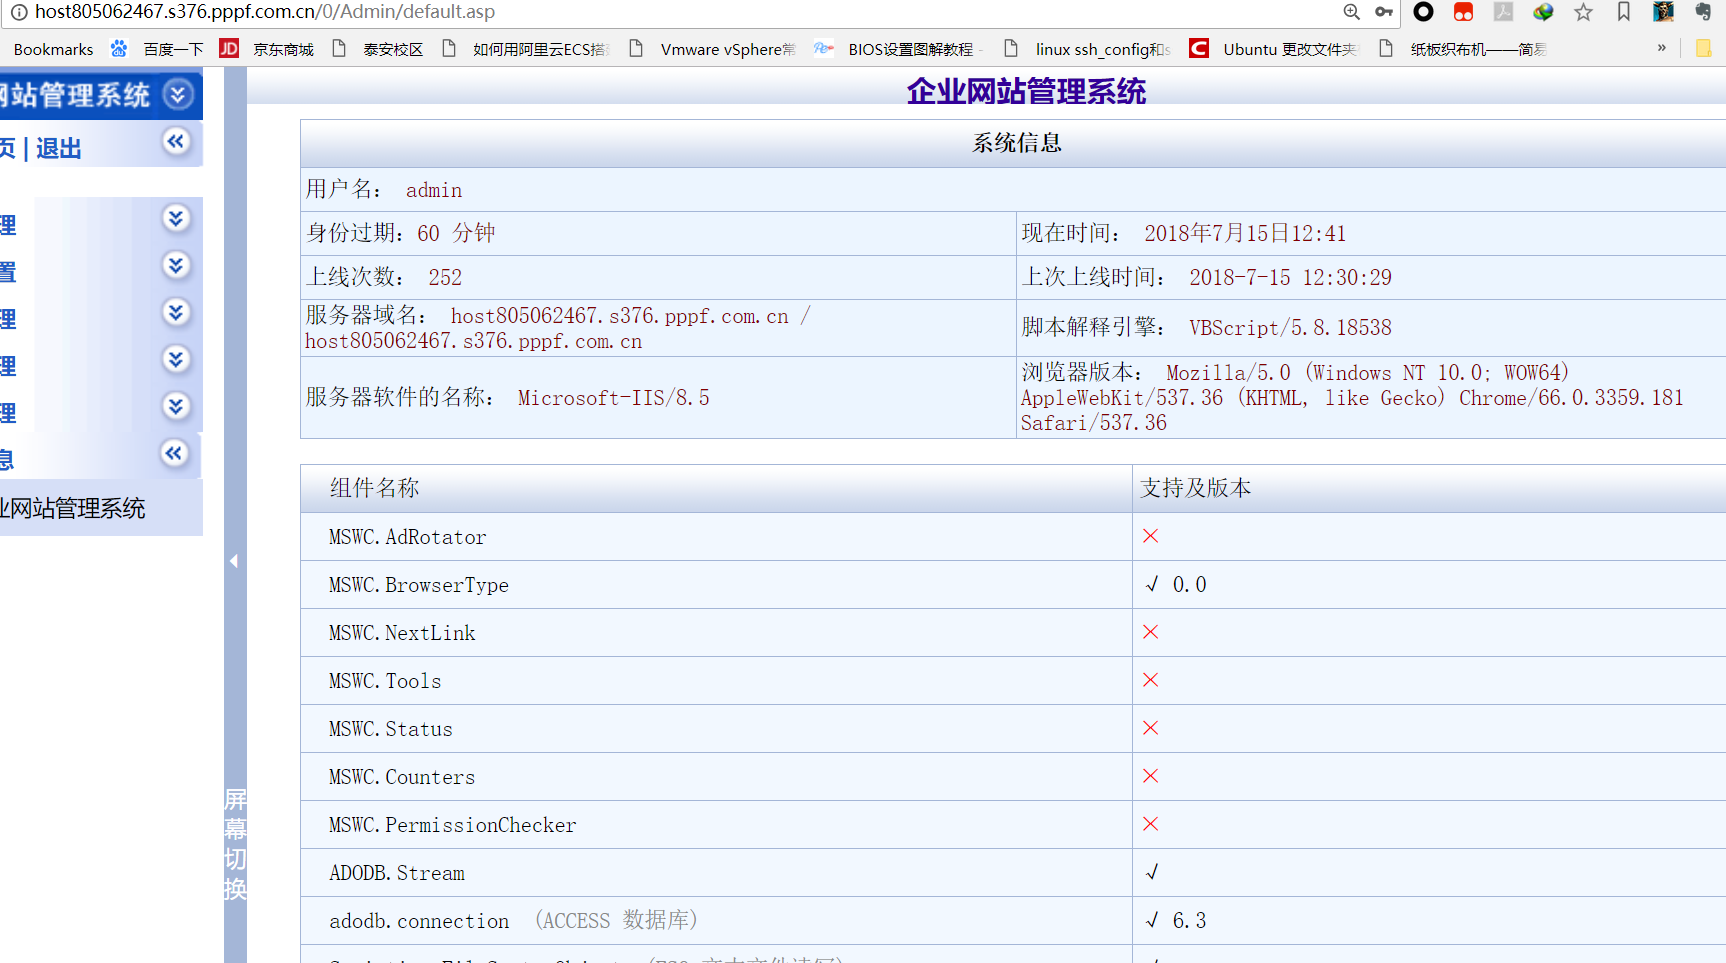 host805062467.s376.pppf.com.cn/0/Admin/default.asp
Bookmarks 百度一下 JD 京东商城 泰安校区 如何用阿里云ECS搭 Vmware vSphere常 BIOS设置图解教程 - linux ssh_config和s C Ubuntu 更改文件夹 纸板织布机——简易 »
网站管理系统
页 | 退出
理
置
理
理
理
息
业网站管理系统
屏
幕
切
换
企业网站管理系统
系统信息
用户名： admin
身份过期：60 分钟 现在时间： 2018年7月15日12:41
上线次数： 252 上次上线时间： 2018-7-15 12:30:29
服务器域名： host805062467.s376.pppf.com.cn /
host805062467.s376.pppf.com.cn
脚本解释引擎： VBScript/5.8.18538
服务器软件的名称： Microsoft-IIS/8.5
浏览器版本： Mozilla/5.0 (Windows NT 10.0; WOW64)
AppleWebKit/537.36 (KHTML, like Gecko) Chrome/66.0.3359.181
Safari/537.36
组件名称 支持及版本
MSWC.AdRotator ×
MSWC.BrowserType √ 0.0
MSWC.NextLink ×
MSWC.Tools ×
MSWC.Status ×
MSWC.Counters ×
MSWC.PermissionChecker ×
ADODB.Stream √
adodb.connection （ACCESS 数据库） √ 6.3